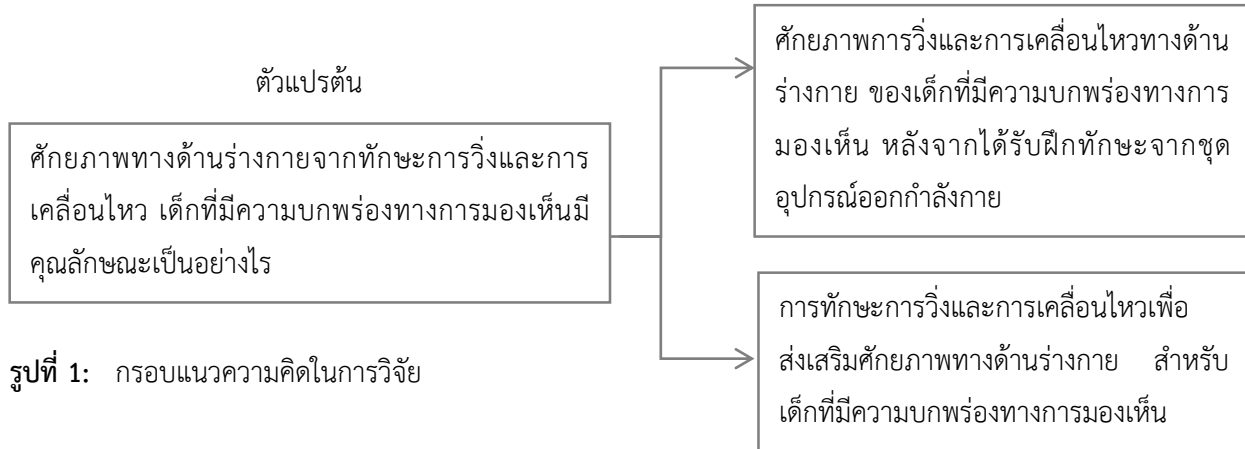 ตัวแปรต้น
ศักยภาพทางด้านร่างกายจากทักษะการวิ่งและการ
เคลื่อนไหว เด็กที่มีความบกพร่องทางการมองเห็นมี
คุณลักษณะเป็นอย่างไร
ศักยภาพการวิ่งและการเคลื่อนไหวทางด้าน
ร่างกาย ของเด็กที่มีความบกพร่องทางการ
มองเห็น หลังจากได้รับฝึกทักษะจากชุด
อุปกรณ์ออกกำลังกาย
การทักษะการวิ่งและการเคลื่อนไหวเพื่อ
ส่งเสริมศักยภาพทางด้านร่างกาย สำหรับ
เด็กที่มีความบกพร่องทางการมองเห็น
รูปที่ 1: กรอบแนวความคิดในการวิจัย